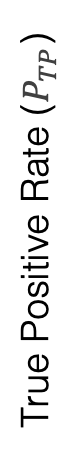 True Positive Rate (P_TP)